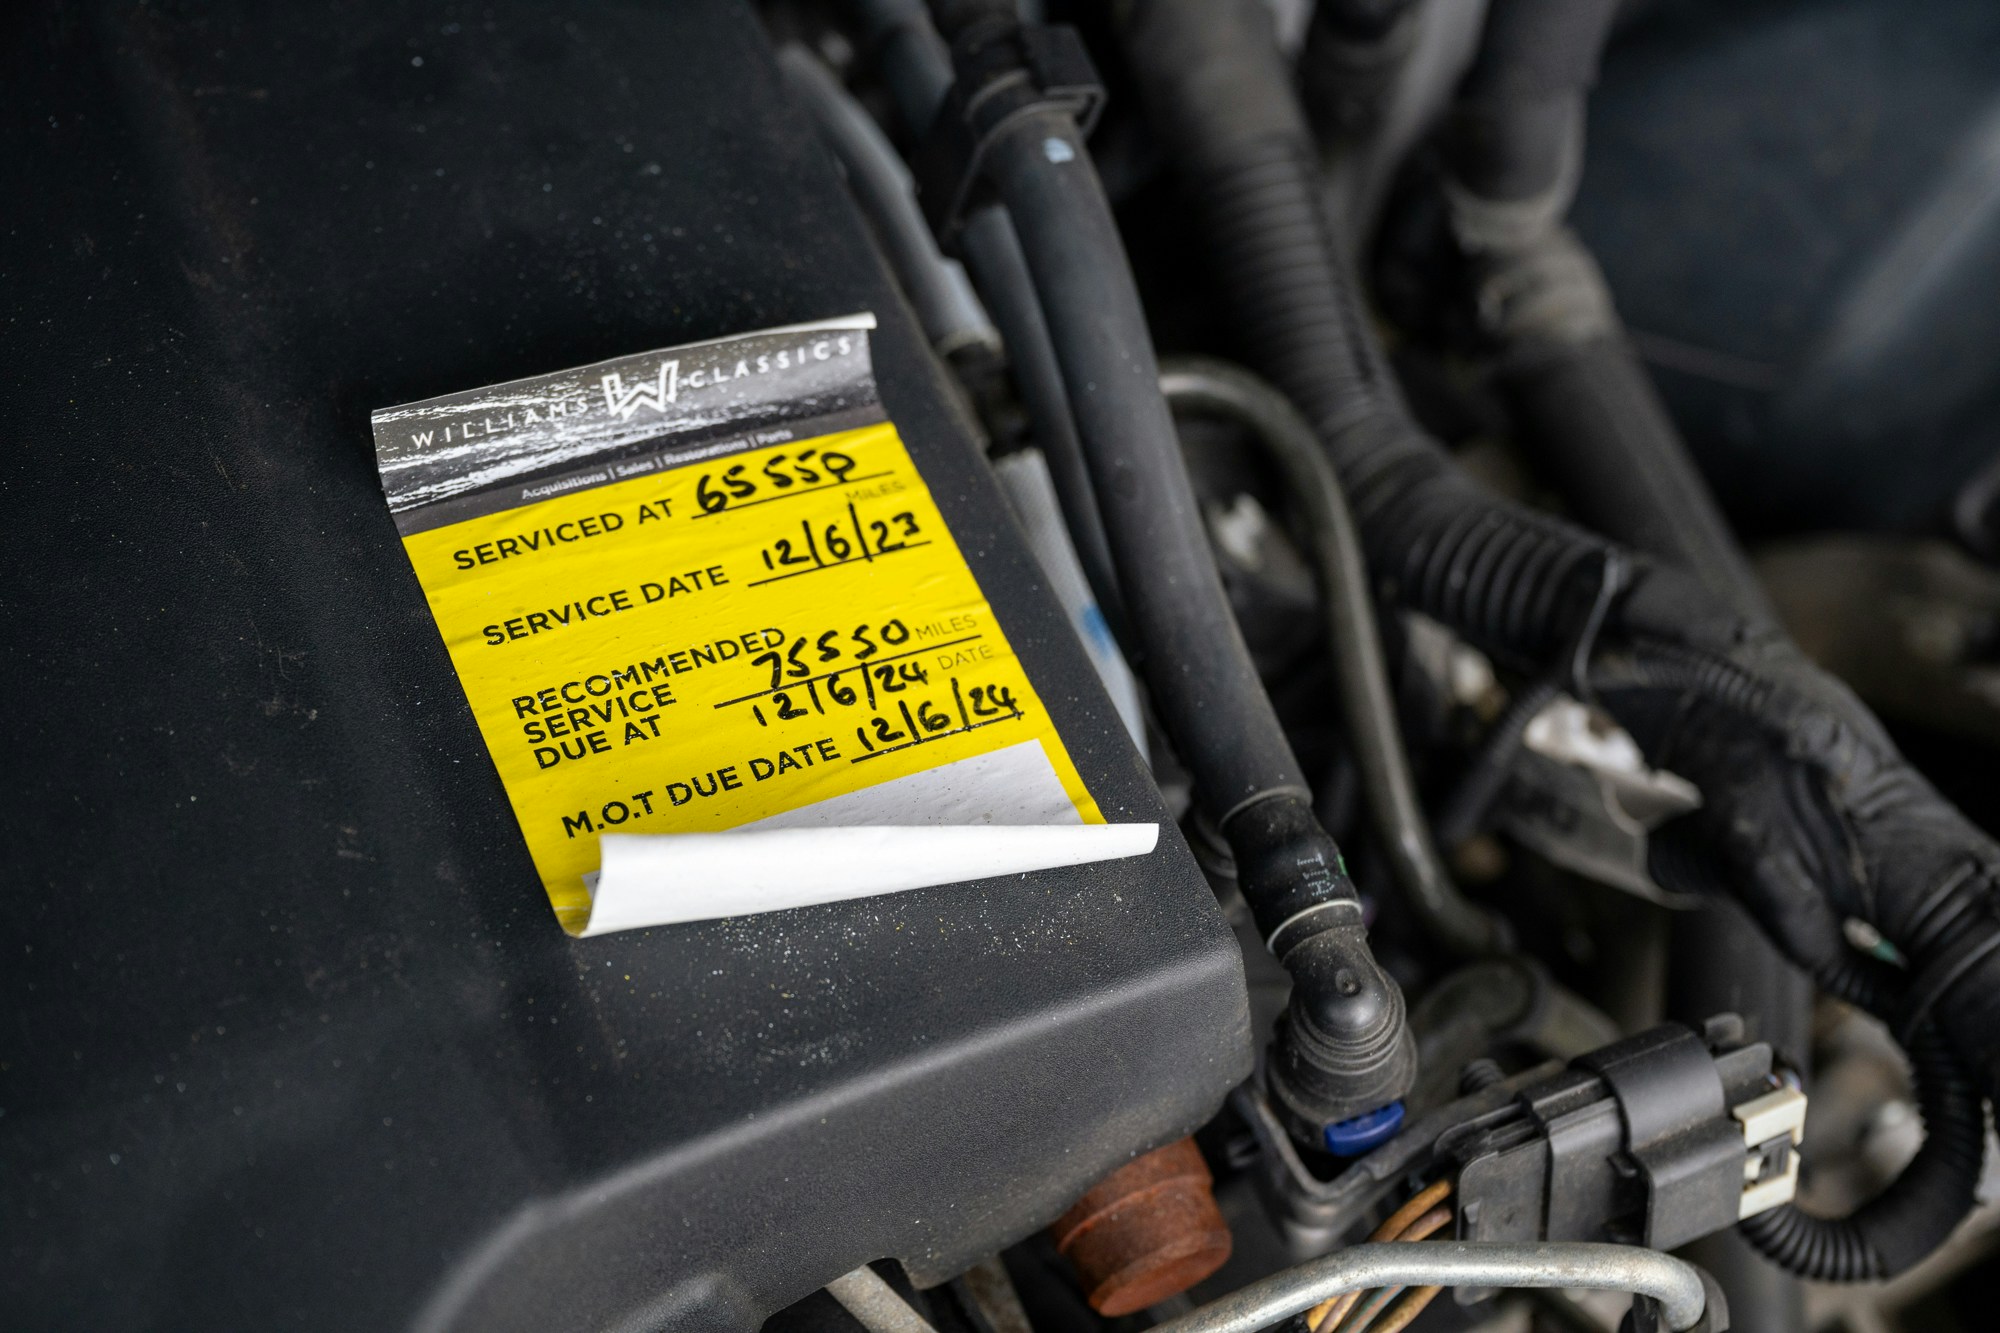 WILLIAMS W CLASSICS
Acquisitions | Sales | Restorations | Parts
SERVICED AT 65550
MILES
SERVICE DATE 12/6/23
RECOMMENDED
SERVICE
DUE AT
75550 MILES
12/6/24 DATE
M.O.T DUE DATE 12/6/24